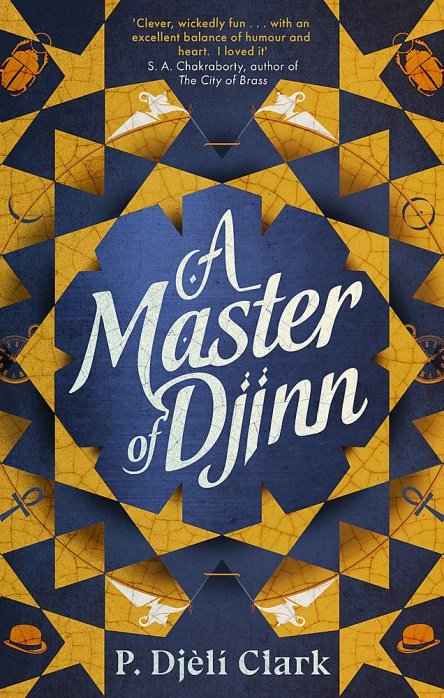 'Clever, wickedly fun . . . with an
excellent balance of humour and
heart. I loved it'
S. A. Chakraborty, author of
The City of Brass
A
Master
of Djinn
P. Djèlí Clark